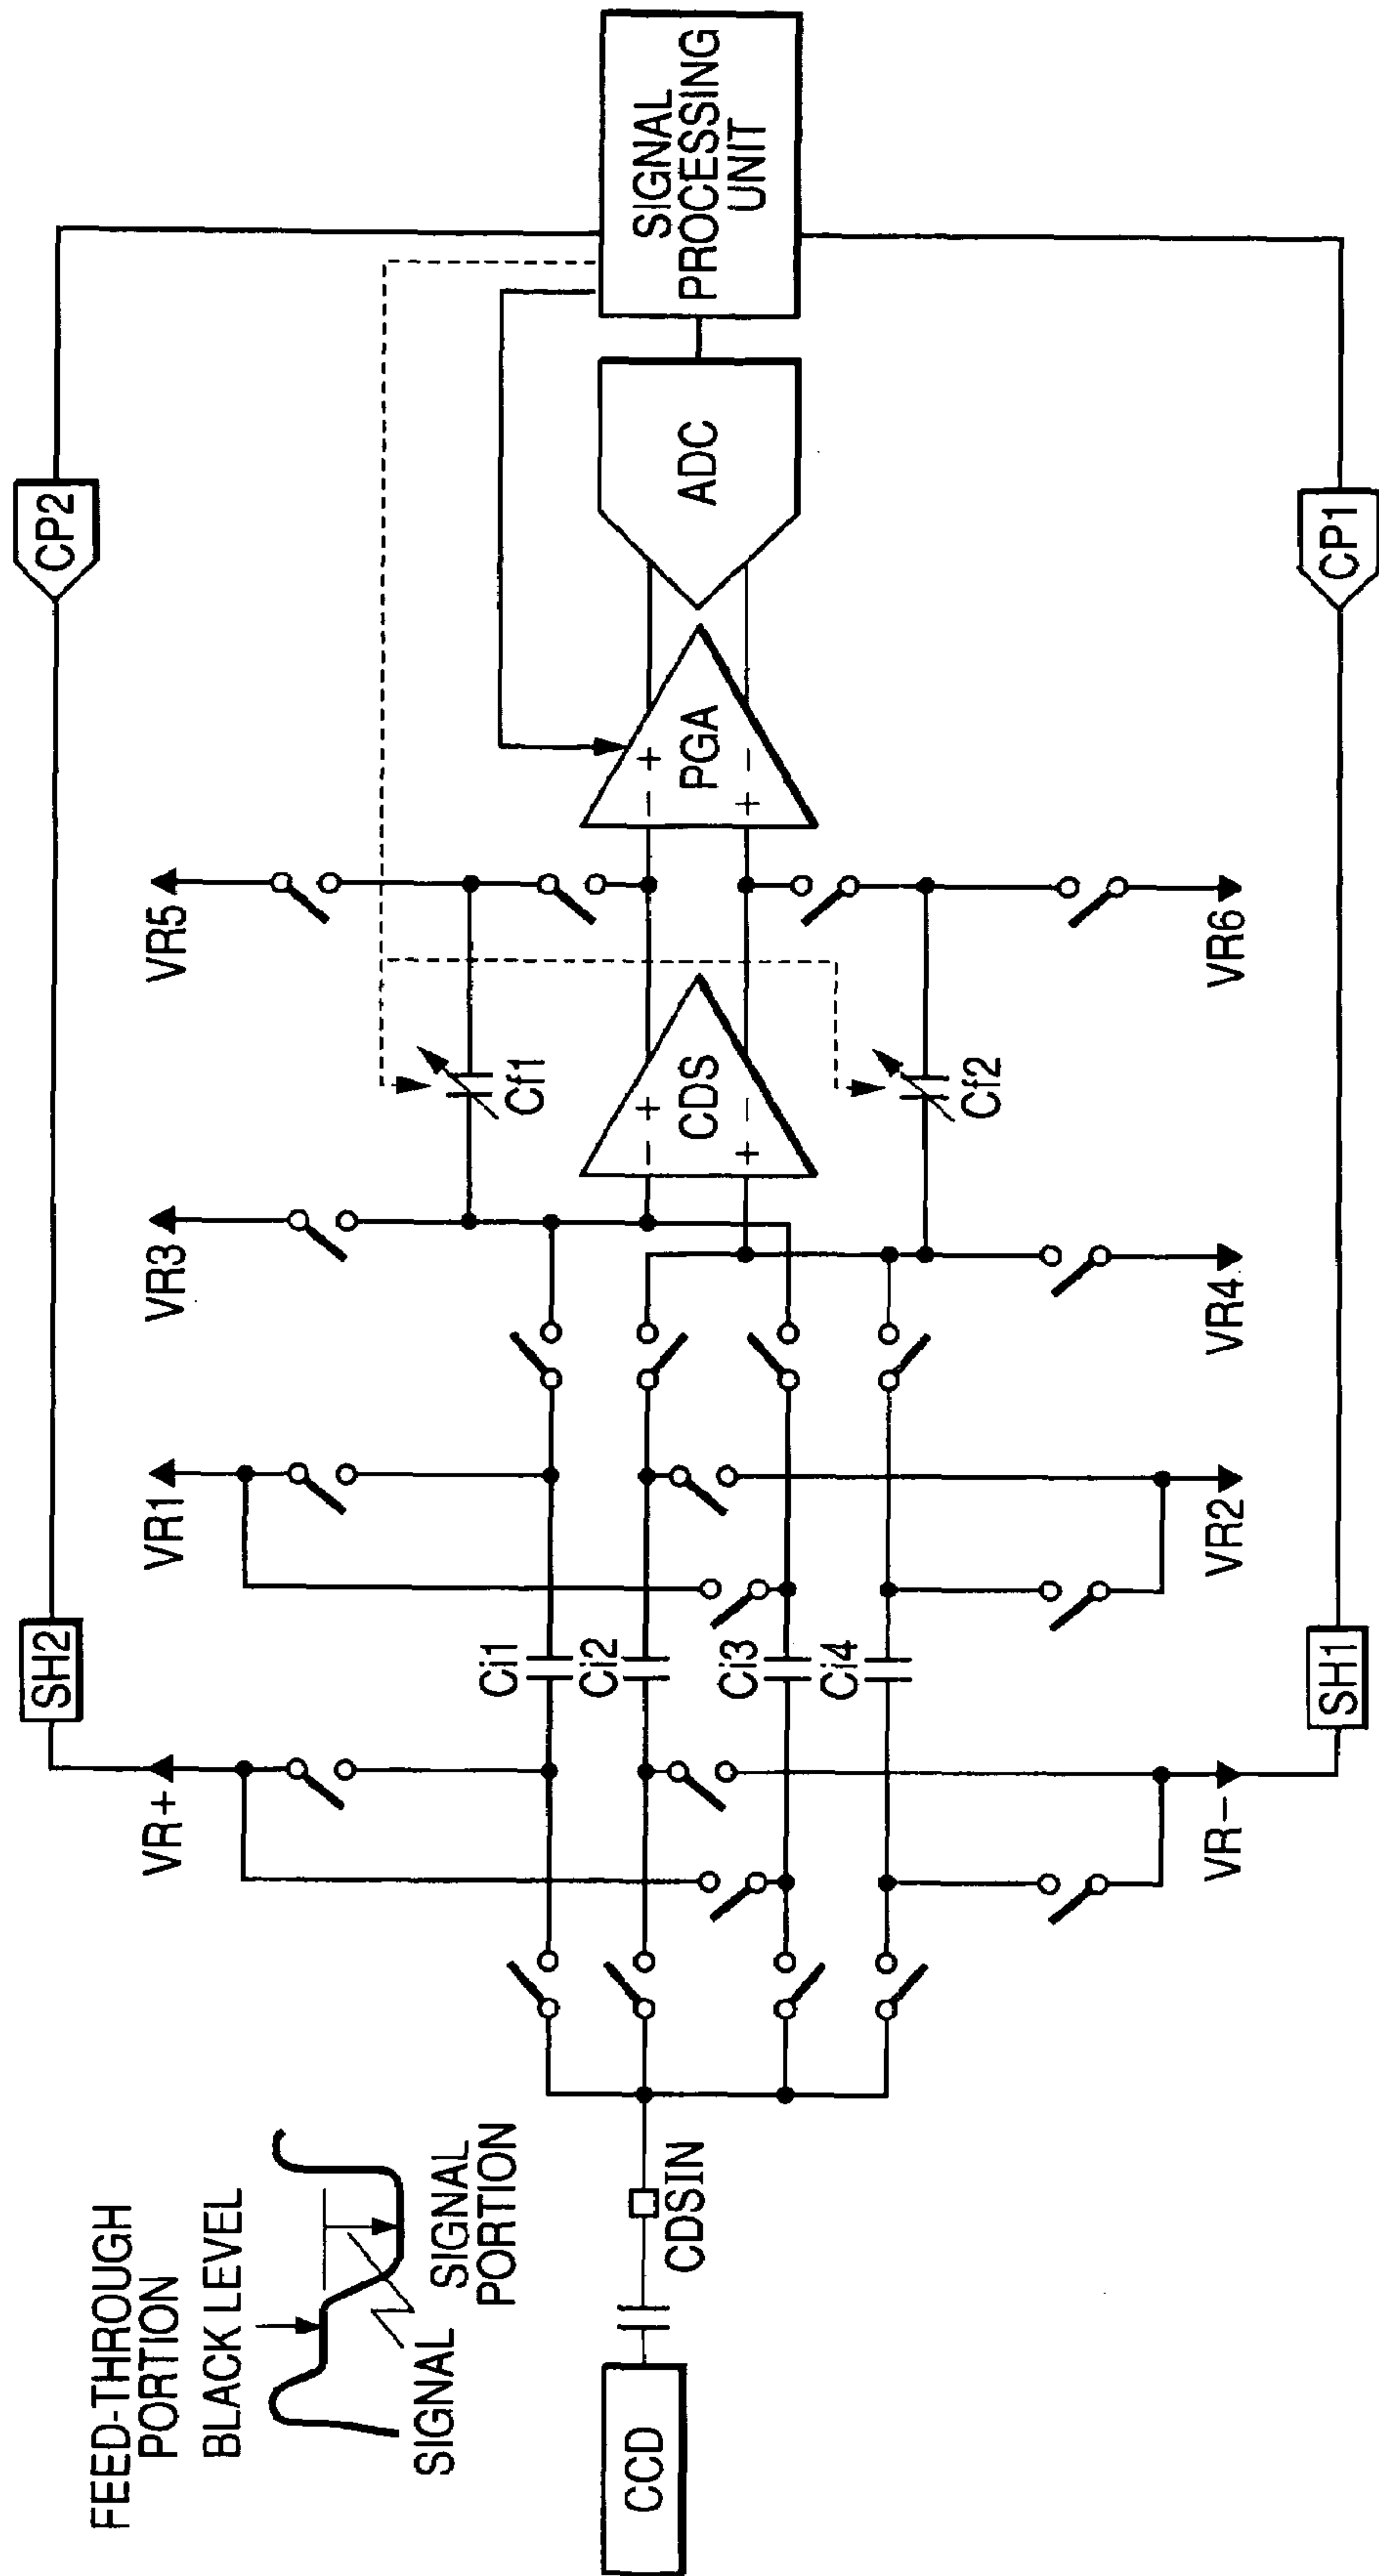 FEED-THROUGH
PORTION
BLACK LEVEL
SIGNAL
SIGNAL
PORTION
CCD
CDSIN
SH2
CP2
VR+
VR1
VR3
VR5
Ci1
Ci2
Ci3
Ci4
Cf1
Cf2
- +
CDS
+ -
- +
PGA
+ -
ADC
SIGNAL
PROCESSING
UNIT
VR-
VR2
VR4
VR6
SH1
CP1